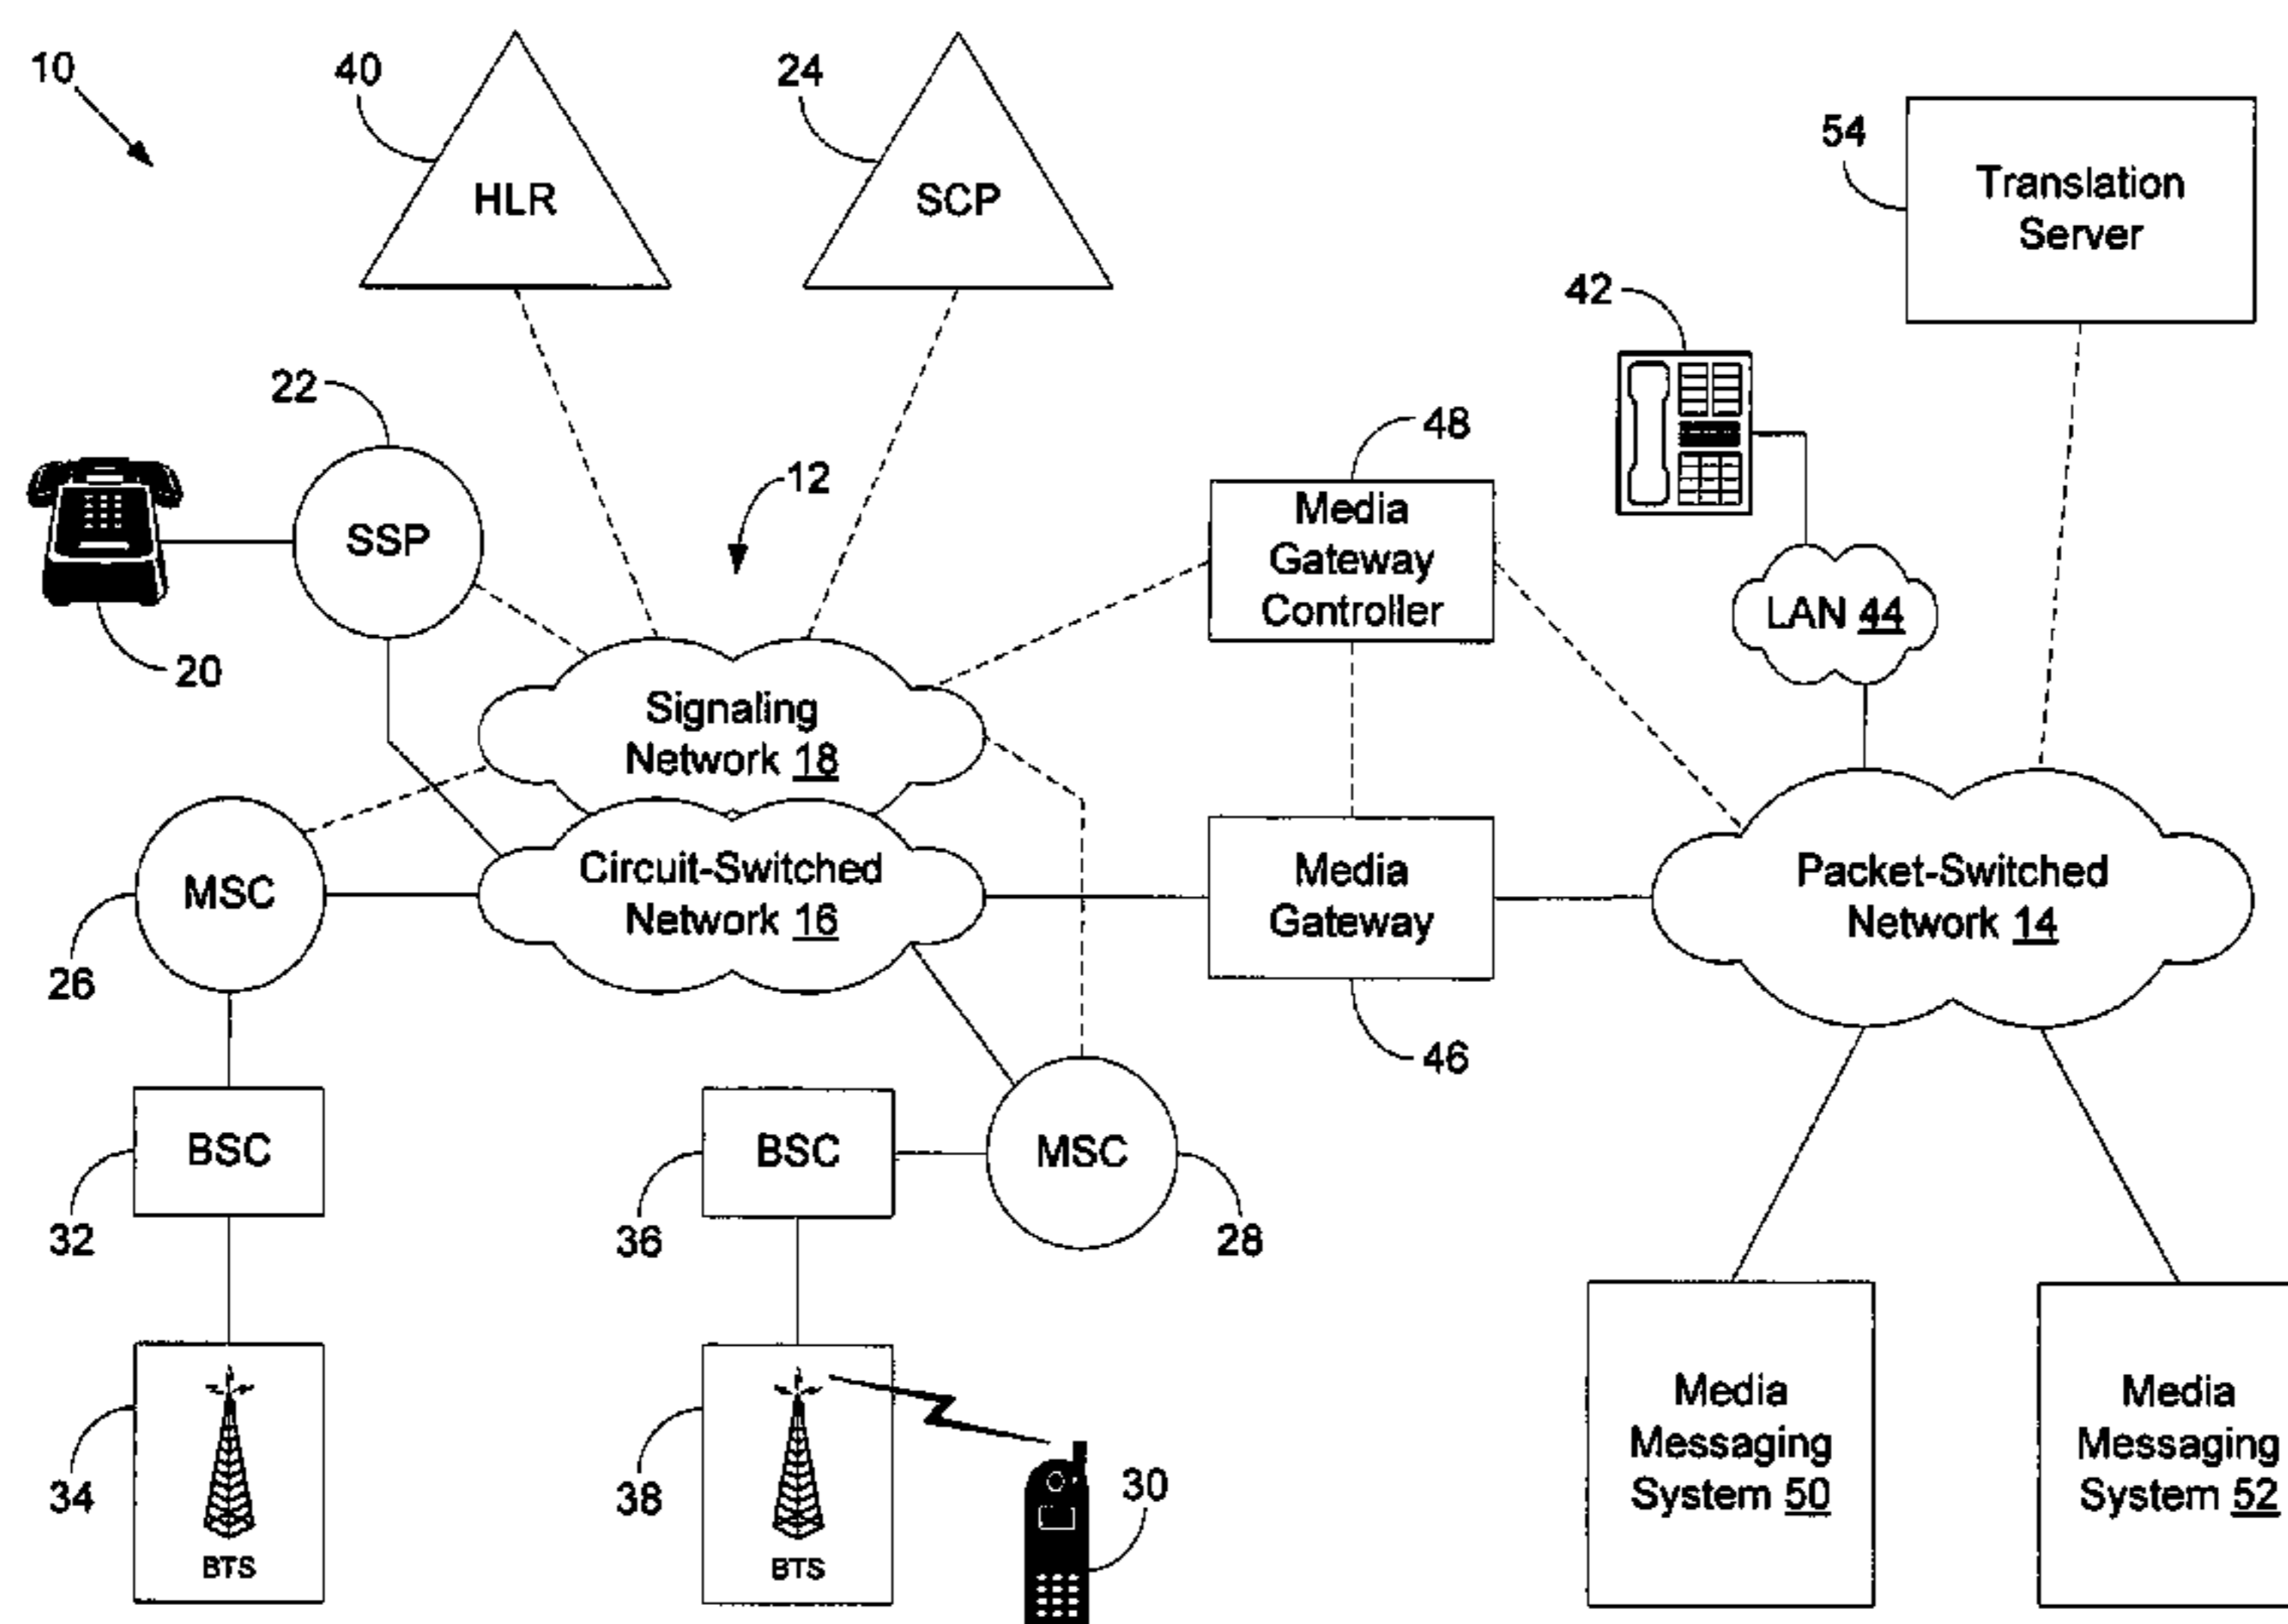 10
40
HLR
24
SCP
54
Translation
Server
42
22
SSP
12
48
Media
Gateway
Controller
LAN 44
20
Signaling
Network 18
MSC
26
Circuit-Switched
Network 16
Media
Gateway
46
Packet-Switched
Network 14
BSC
32
BSC
36
MSC
28
34
BTS
38
BTS
30
Media
Messaging
System 50
Media
Messaging
System 52